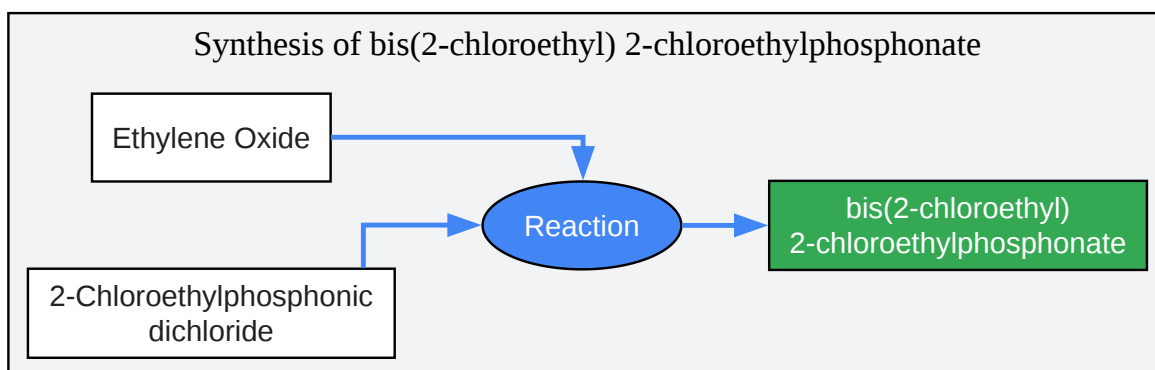 Synthesis of bis(2-chloroethyl) 2-chloroethylphosphonate
Ethylene Oxide
Reaction
bis(2-chloroethyl)
2-chloroethylphosphonate
2-Chloroethylphosphonic
dichloride